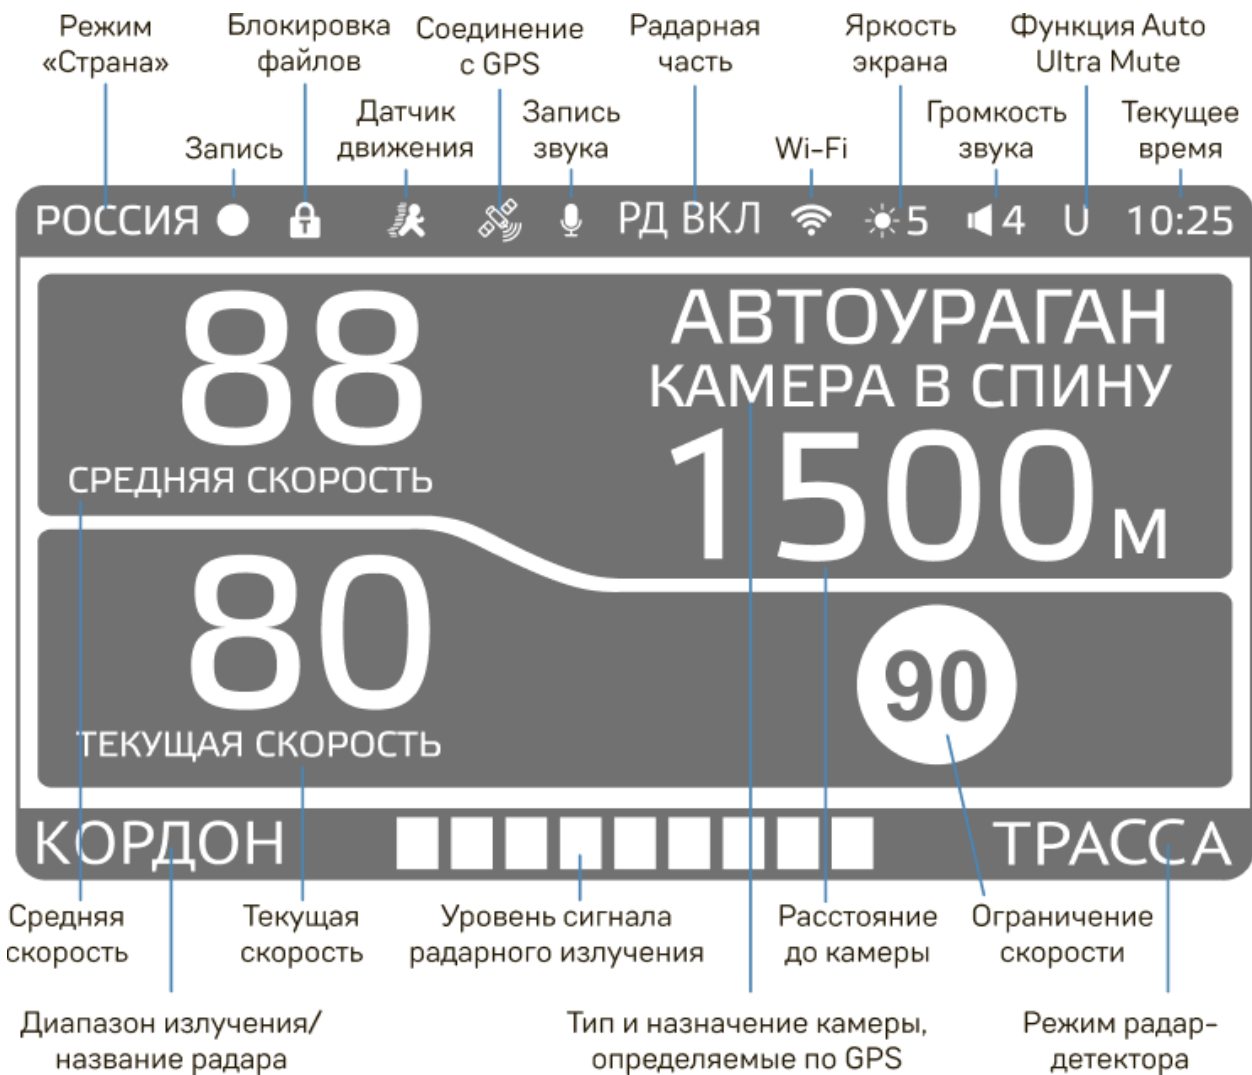 Режим
«Страна»
Блокировка
файлов
Соединение
с GPS
Радарная
часть
Яркость
экрана
Функция Auto
Ultra Mute
Запись
Датчик
движения
Запись
звука
Wi-Fi
Громкость
звука
Текущее
время
РОССИЯ РД ВКЛ 5 4 U 10:25
88
СРЕДНЯЯ СКОРОСТЬ
АВТОУРАГАН
КАМЕРА В СПИНУ
1500 м
80
ТЕКУЩАЯ СКОРОСТЬ
90
КОРДОН ТРАССА
Средняя
скорость
Текущая
скорость
Уровень сигнала
радарного излучения
Расстояние
до камеры
Ограничение
скорости
Диапазон излучения/
название радара
Тип и назначение камеры,
определяемые по GPS
Режим радар-
детектора